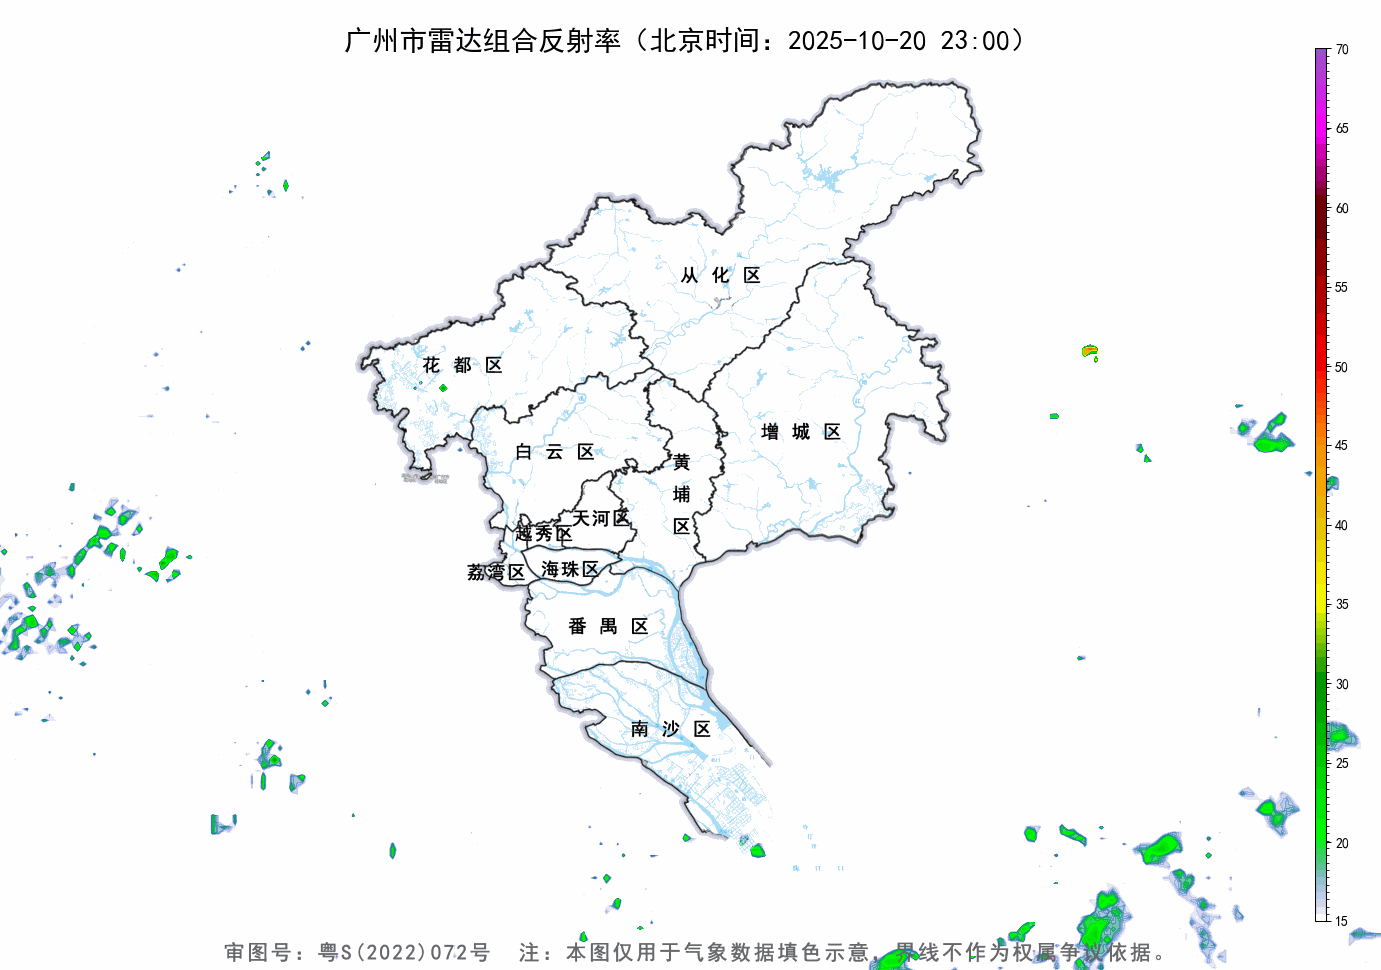 广州市雷达组合反射率（北京时间：2025-10-20 23:00）
70
65
60
55
50
45
40
35
30
25
20
15
从化区
花都区
增城区
白云区
黄埔区
天河区
越秀区
荔湾区
海珠区
番禺区
南沙区
审图号：粤S(2022)072号 注：本图仅用于气象数据填色示意，界线不作为权属争议依据。